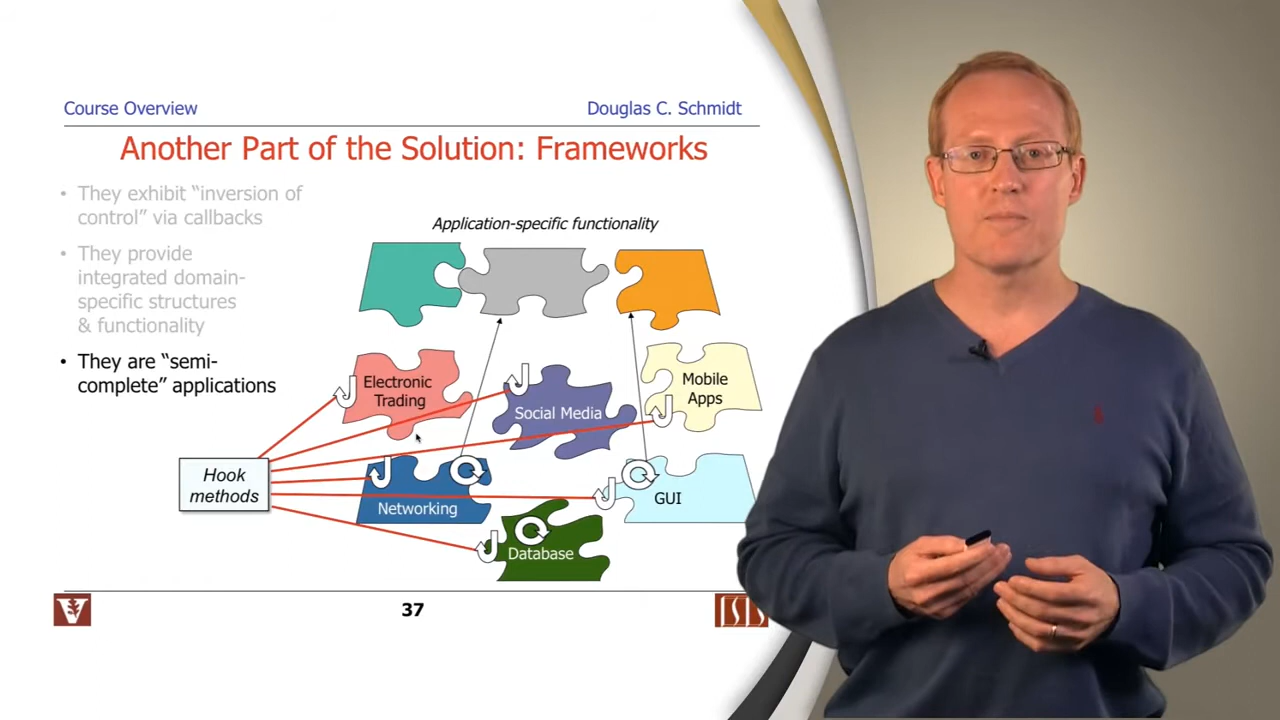 Course Overview
Douglas C. Schmidt
Another Part of the Solution: Frameworks
• They exhibit “inversion of
control” via callbacks
• They provide
integrated domain-
specific structures
& functionality
• They are “semi-
complete” applications
Application-specific functionality
Electronic
Trading
Social Media
Mobile
Apps
Hook
methods
Networking
GUI
Database
37
V
ISIS